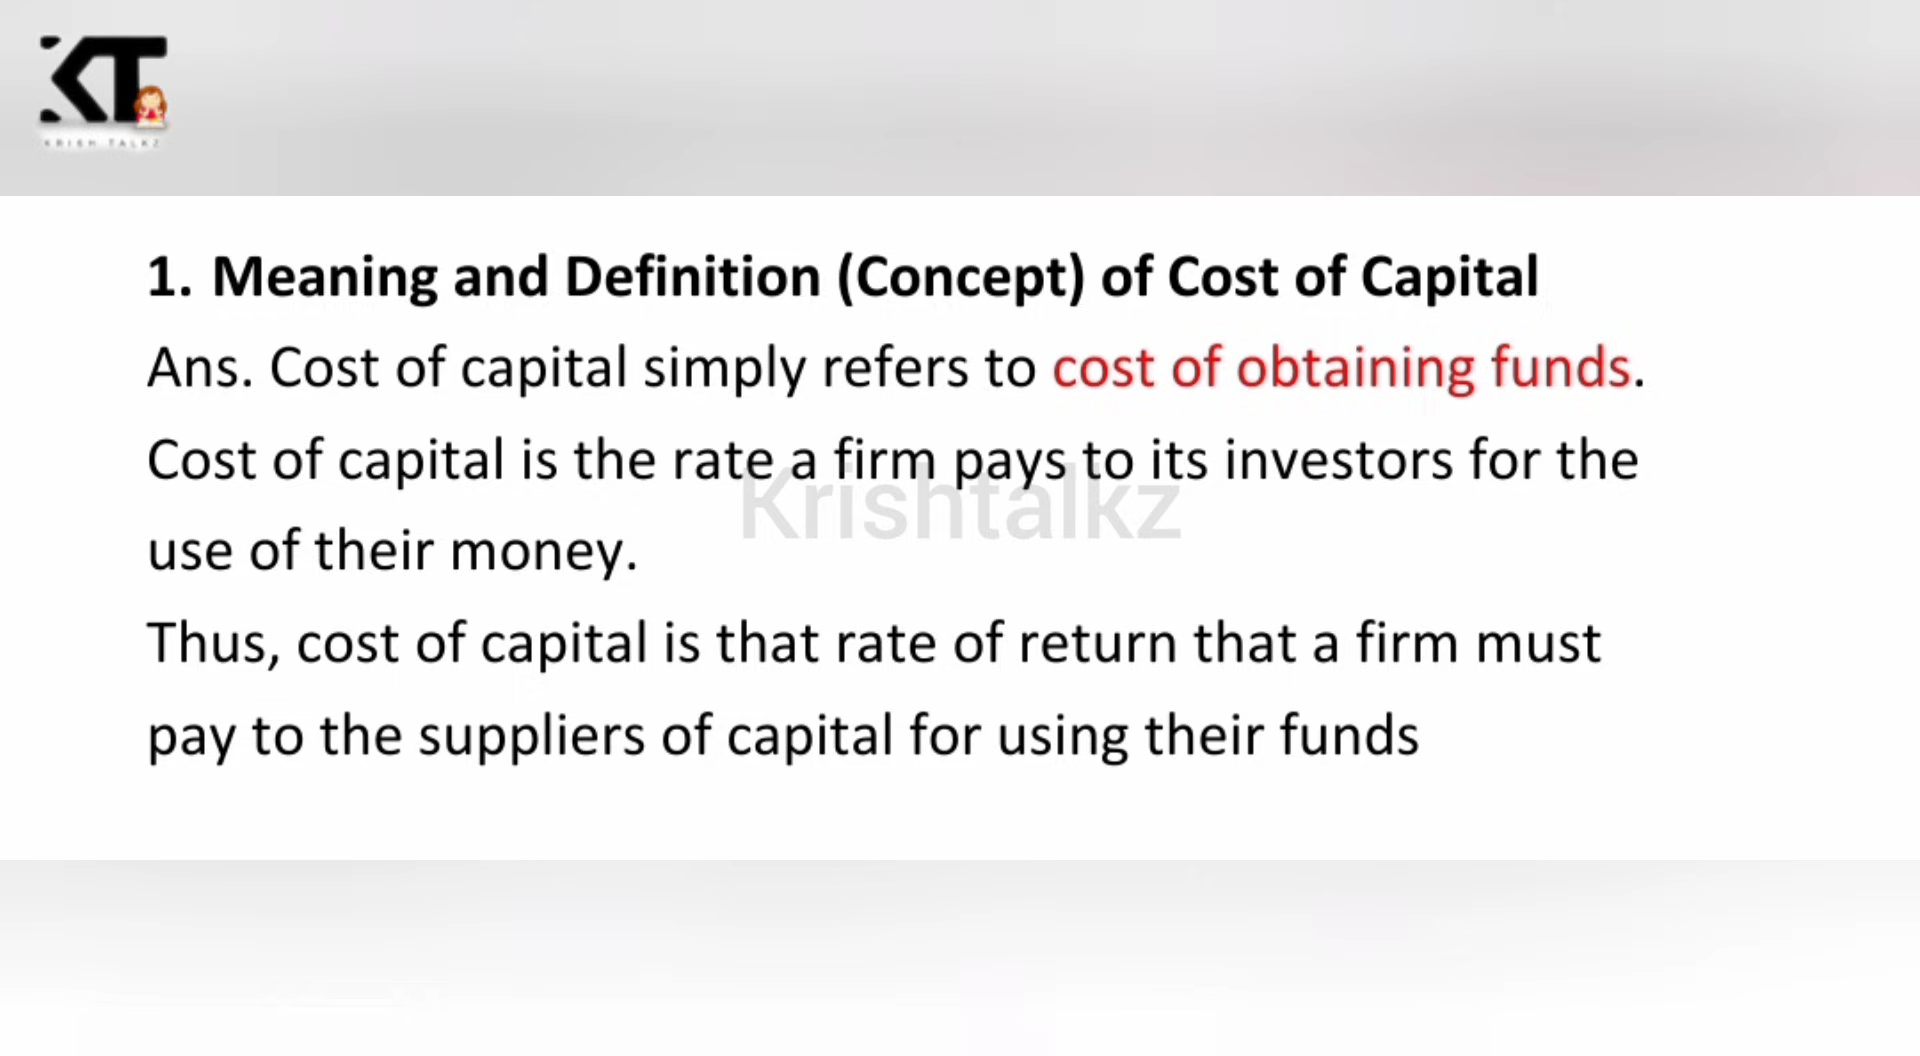 KT
KRISH TALKZ
1. Meaning and Definition (Concept) of Cost of Capital
Ans. Cost of capital simply refers to cost of obtaining funds.
Cost of capital is the rate a firm pays to its investors for the
Krishtalkz
use of their money.
Thus, cost of capital is that rate of return that a firm must
pay to the suppliers of capital for using their funds